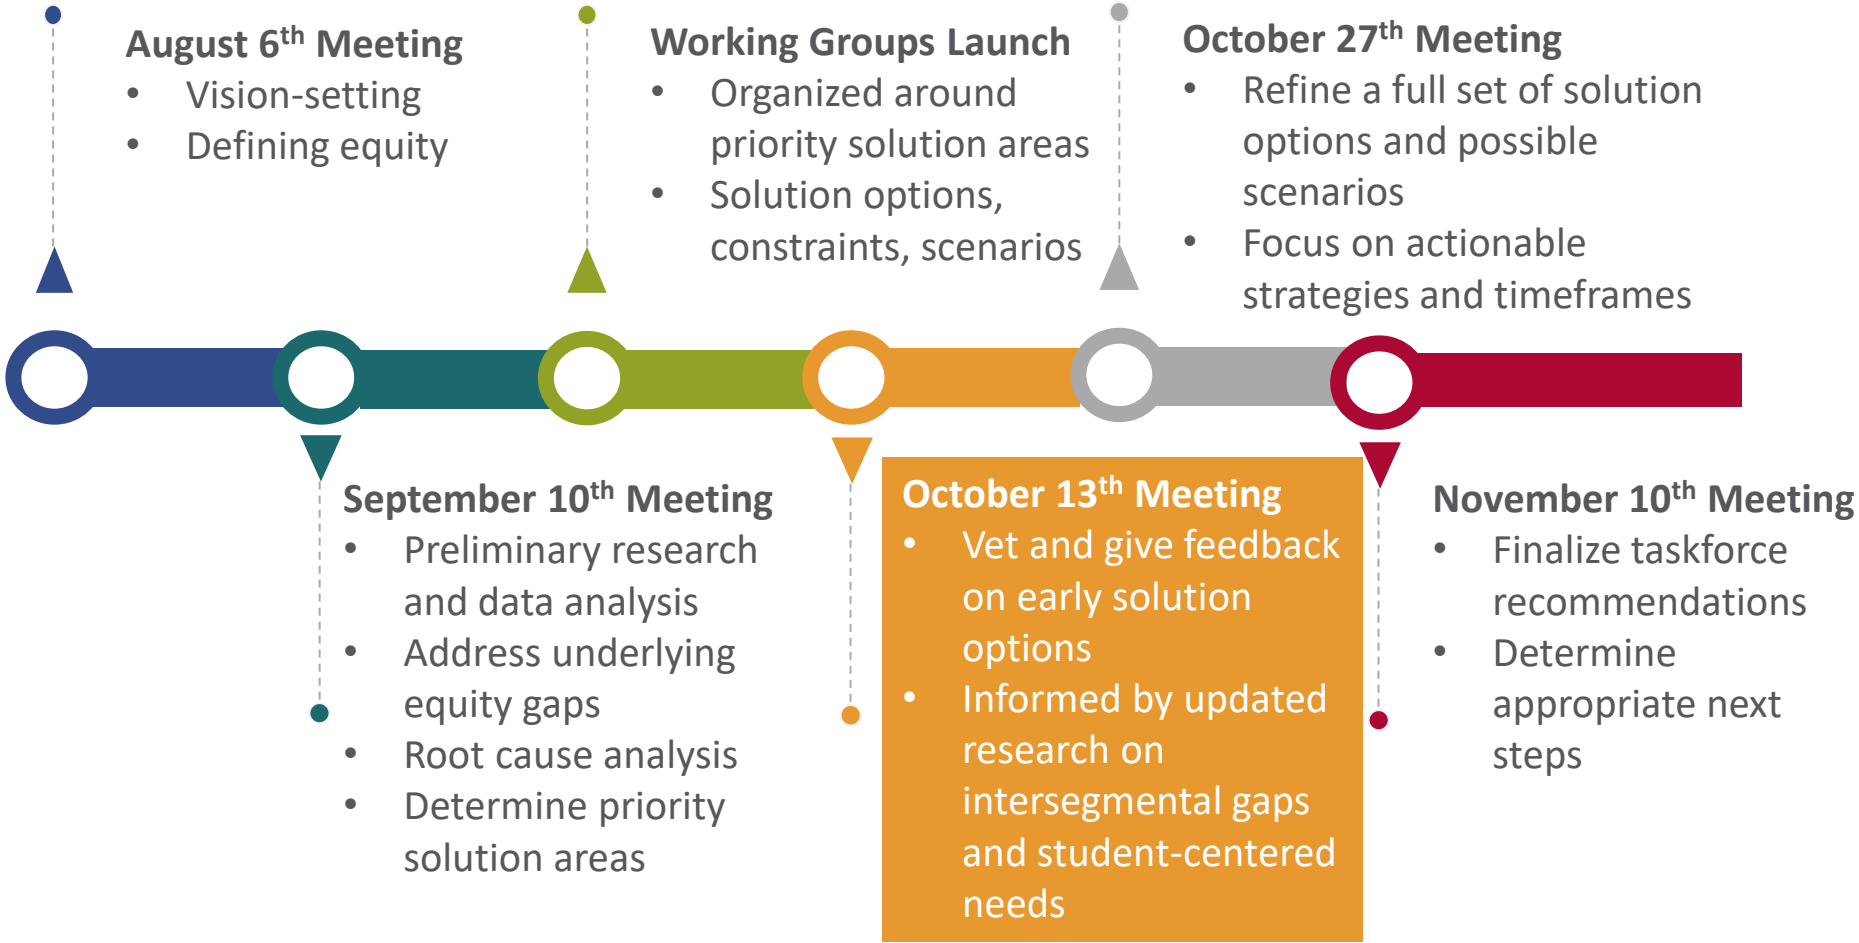 August 6th Meeting
• Vision-setting
• Defining equity
Working Groups Launch
• Organized around
priority solution areas
• Solution options,
constraints, scenarios
October 27th Meeting
• Refine a full set of solution
options and possible
scenarios
• Focus on actionable
strategies and timeframes
September 10th Meeting
• Preliminary research
and data analysis
• Address underlying
equity gaps
• Root cause analysis
• Determine priority
solution areas
October 13th Meeting
• Vet and give feedback
on early solution
options
• Informed by updated
research on
intersegmental gaps
and student-centered
needs
November 10th Meeting
• Finalize taskforce
recommendations
• Determine
appropriate next
steps